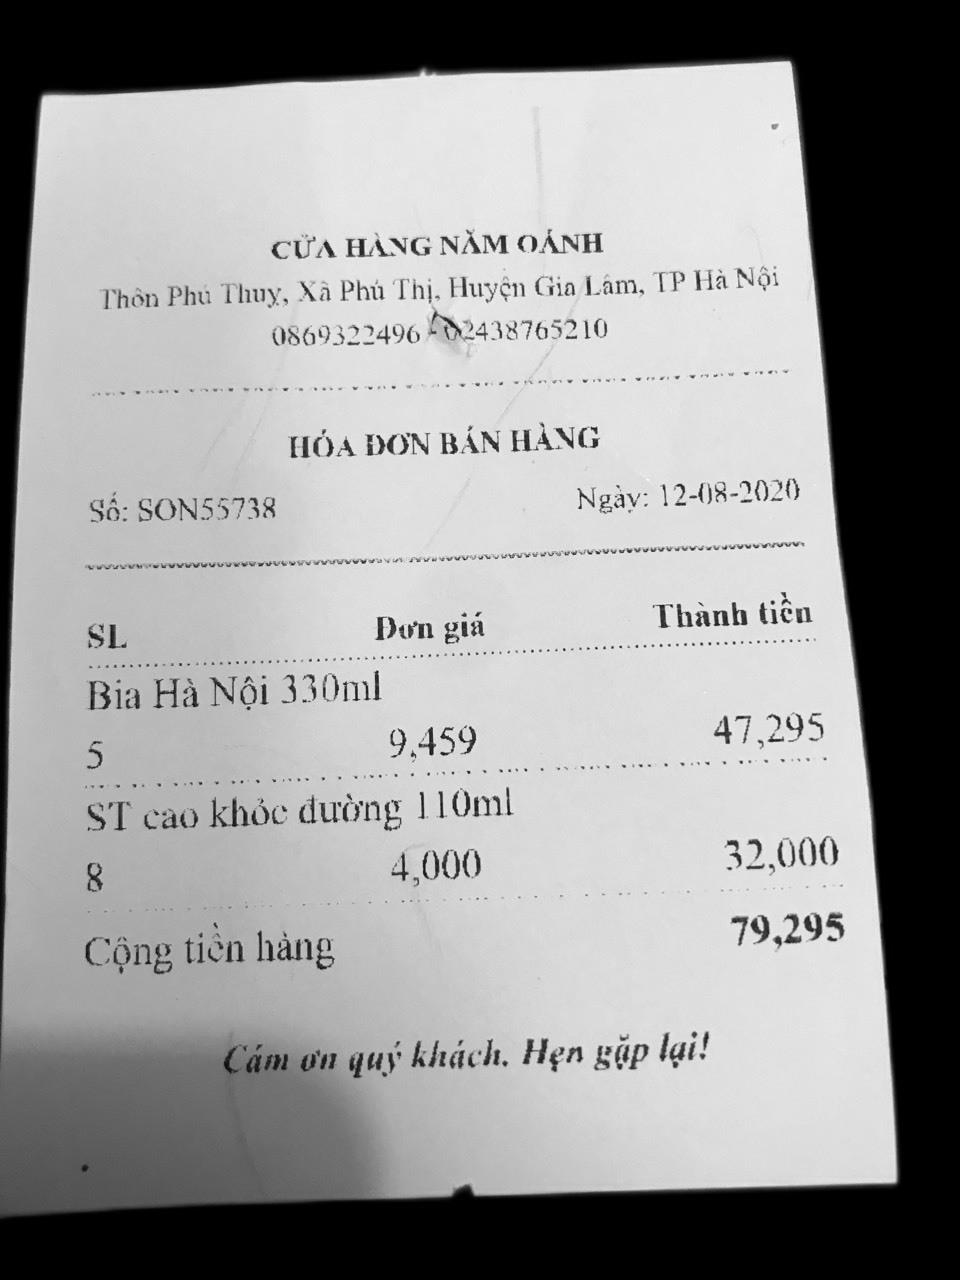 CỬA HÀNG NĂM OÁNH
Thôn Phú Thuỵ, Xã Phú Thị, Huyện Gia Lâm, TP Hà Nội
0869322496 - 02438765210
HÓA ĐƠN BÁN HÀNG
Số: SON55738 Ngày: 12-08-2020
SL Đơn giá Thành tiền
Bia Hà Nội 330ml
5 9,459 47,295
ST cao khỏe đường 110ml
8 4,000 32,000
Cộng tiền hàng 79,295
Cám ơn quý khách. Hẹn gặp lại!